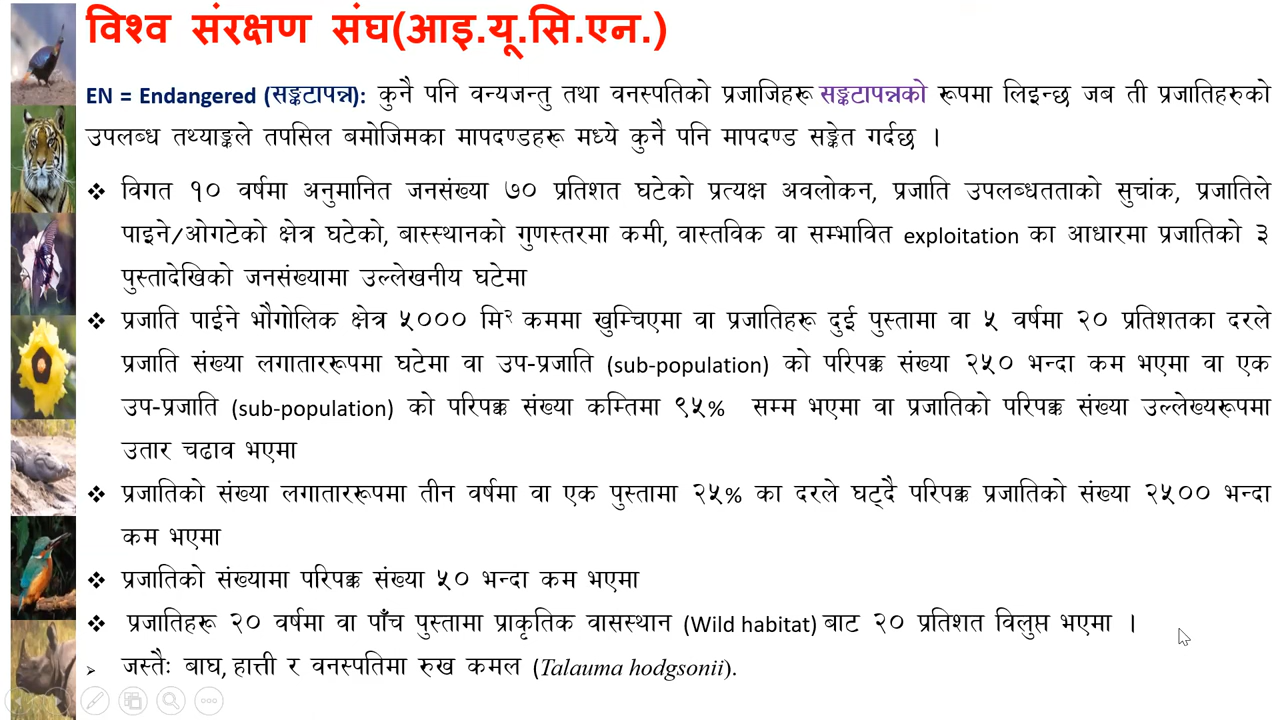 विश्व संरक्षण संघ(आइ.यू.सि.एन.)
EN = Endangered (सङ्कटापन्न): कुनै पनि वन्यजन्तु तथा वनस्पतिको प्रजाजिहरू सङ्कटापन्नको रूपमा लिइन्छ जब ती प्रजातिहरुको
उपलब्ध तथ्याङ्कले तपसिल बमोजिमका मापदण्डहरू मध्ये कुनै पनि मापदण्ड सङ्केत गर्दछ ।
❖ विगत १० वर्षमा अनुमानित जनसंख्या ७० प्रतिशत घटेको प्रत्यक्ष अवलोकन, प्रजाति उपलब्धतताको सुचांक, प्रजातिले
पाइने/ओगटेको क्षेत्र घटेको, बास्स्थानको गुणस्तरमा कमी, वास्तविक वा सम्भावित exploitation का आधारमा प्रजातिको ३
पुस्तादेखिको जनसंख्यामा उल्लेखनीय घटेमा
❖ प्रजाति पाईने भौगोलिक क्षेत्र ५००० मि२ कममा खुम्चिएमा वा प्रजातिहरू दुई पुस्तामा वा ५ वर्षमा २० प्रतिशतका दरले
प्रजाति संख्या लगाताररूपमा घटेमा वा उप-प्रजाति (sub-population) को परिपक्क संख्या २५० भन्दा कम भएमा वा एक
उप-प्रजाति (sub-population) को परिपक्क संख्या कम्तिमा ९५% सम्म भएमा वा प्रजातिको परिपक्क संख्या उल्लेख्यरूपमा
उतार चढाव भएमा
❖ प्रजातिको संख्या लगाताररूपमा तीन वर्षमा वा एक पुस्तामा २५% का दरले घट्दै परिपक्क प्रजातिको संख्या २५०० भन्दा
कम भएमा
❖ प्रजातिको संख्यामा परिपक्क संख्या ५० भन्दा कम भएमा
❖ प्रजातिहरू २० वर्षमा वा पाँच पुस्तामा प्राकृतिक वासस्थान (Wild habitat) बाट २० प्रतिशत विलुप्त भएमा ।
➢ जस्तैः बाघ, हात्ती र वनस्पतिमा रुख कमल (Talauma hodgsonii).